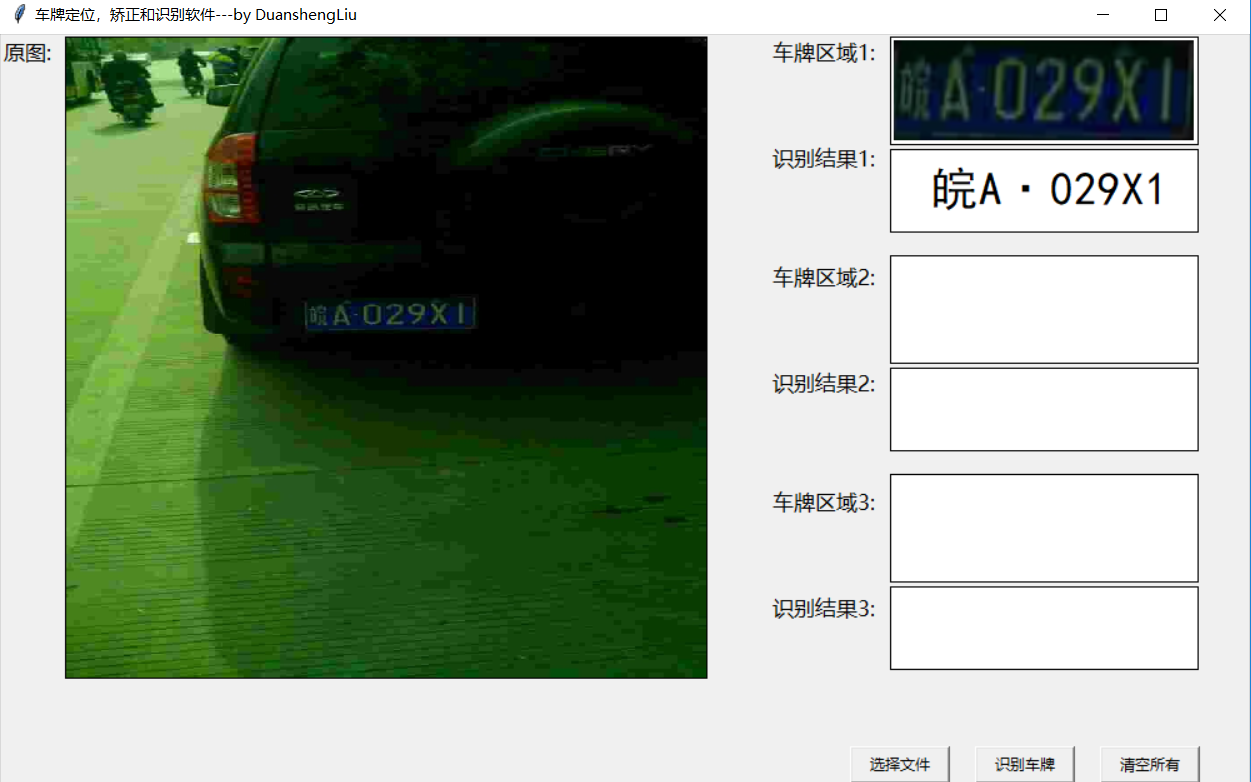 车牌定位，矫正和识别软件---by DuanshengLiu
原图:
CHERY
皖A·029X1
车牌区域1:
皖A·029X1
识别结果1:
皖A·029X1
车牌区域2:
识别结果2:
车牌区域3:
识别结果3:
选择文件
识别车牌
清空所有